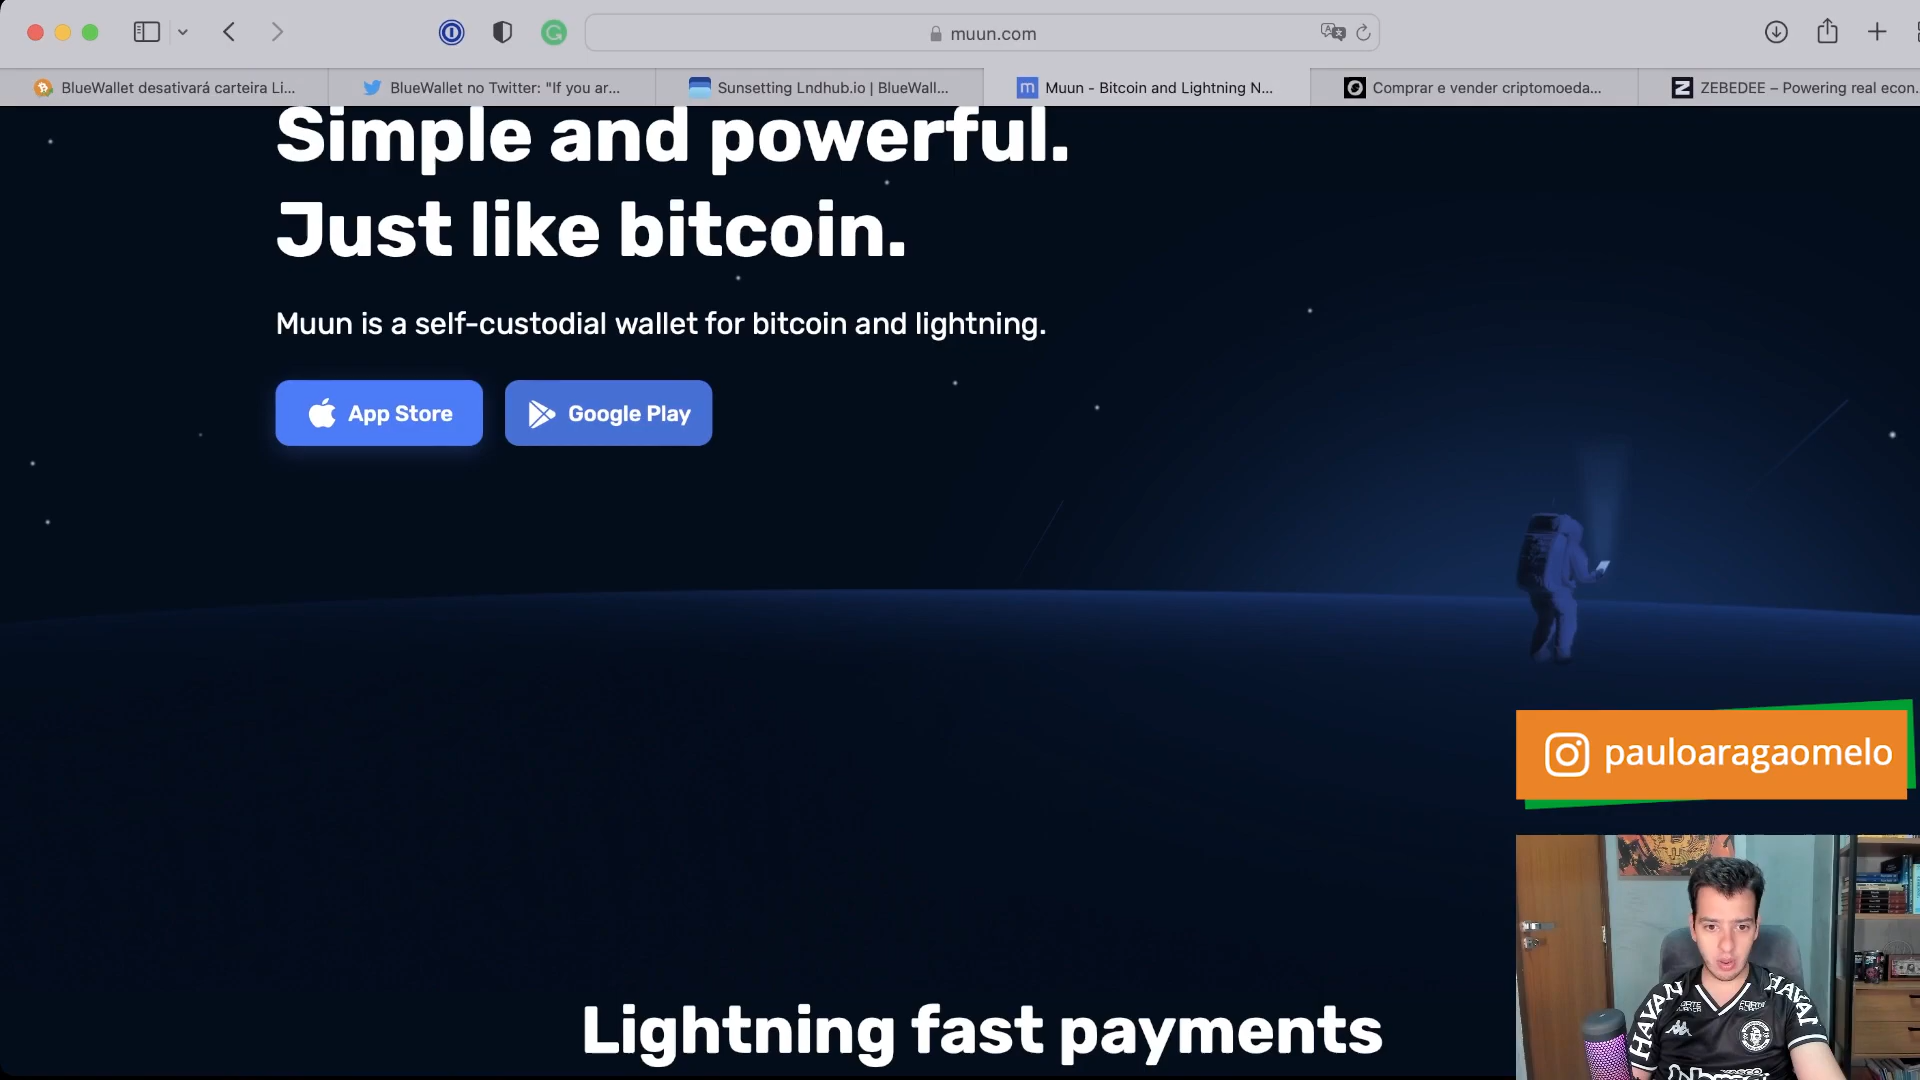 muun.com
BlueWallet desativará carteira Li...
BlueWallet no Twitter: "If you ar...
Sunsetting Lndhub.io | BlueWall...
Muun - Bitcoin and Lightning N...
Comprar e vender criptomoeda...
ZEBEDEE – Powering real econ.
Simple and powerful.
Just like bitcoin.
Muun is a self-custodial wallet for bitcoin and lightning.
App Store
Google Play
pauloaragaomelo
Lightning fast payments
HAVAN
HAVAN